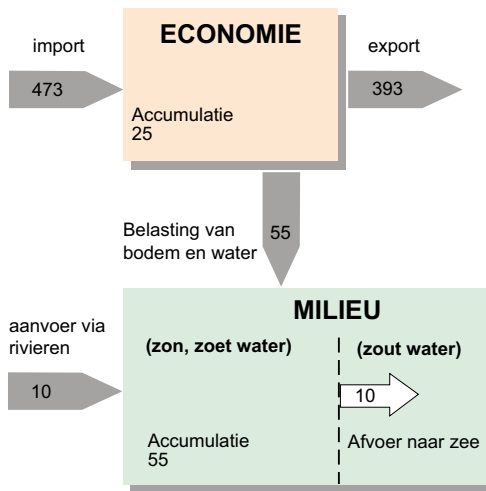 ECONOMIE
import
export
473
393
Accumulatie
25
Belasting van
bodem en water
55
MILIEU
aanvoer via
rivieren
(zon, zoet water)
(zout water)
10
10
Accumulatie
55
Afvoer naar zee